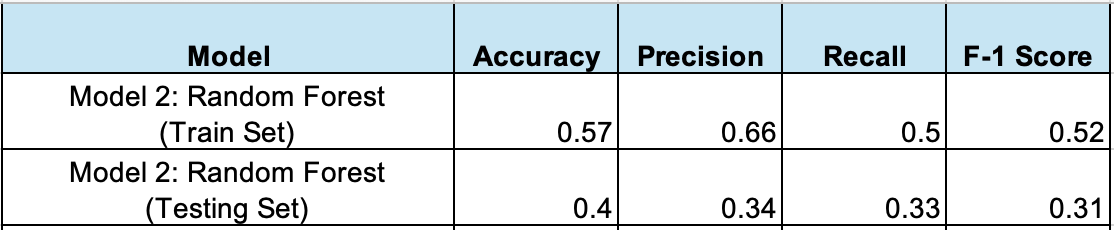 Model Accuracy Precision Recall F-1 Score
Model 2: Random Forest
(Train Set) 0.57 0.66 0.5 0.52
Model 2: Random Forest
(Testing Set) 0.4 0.34 0.33 0.31